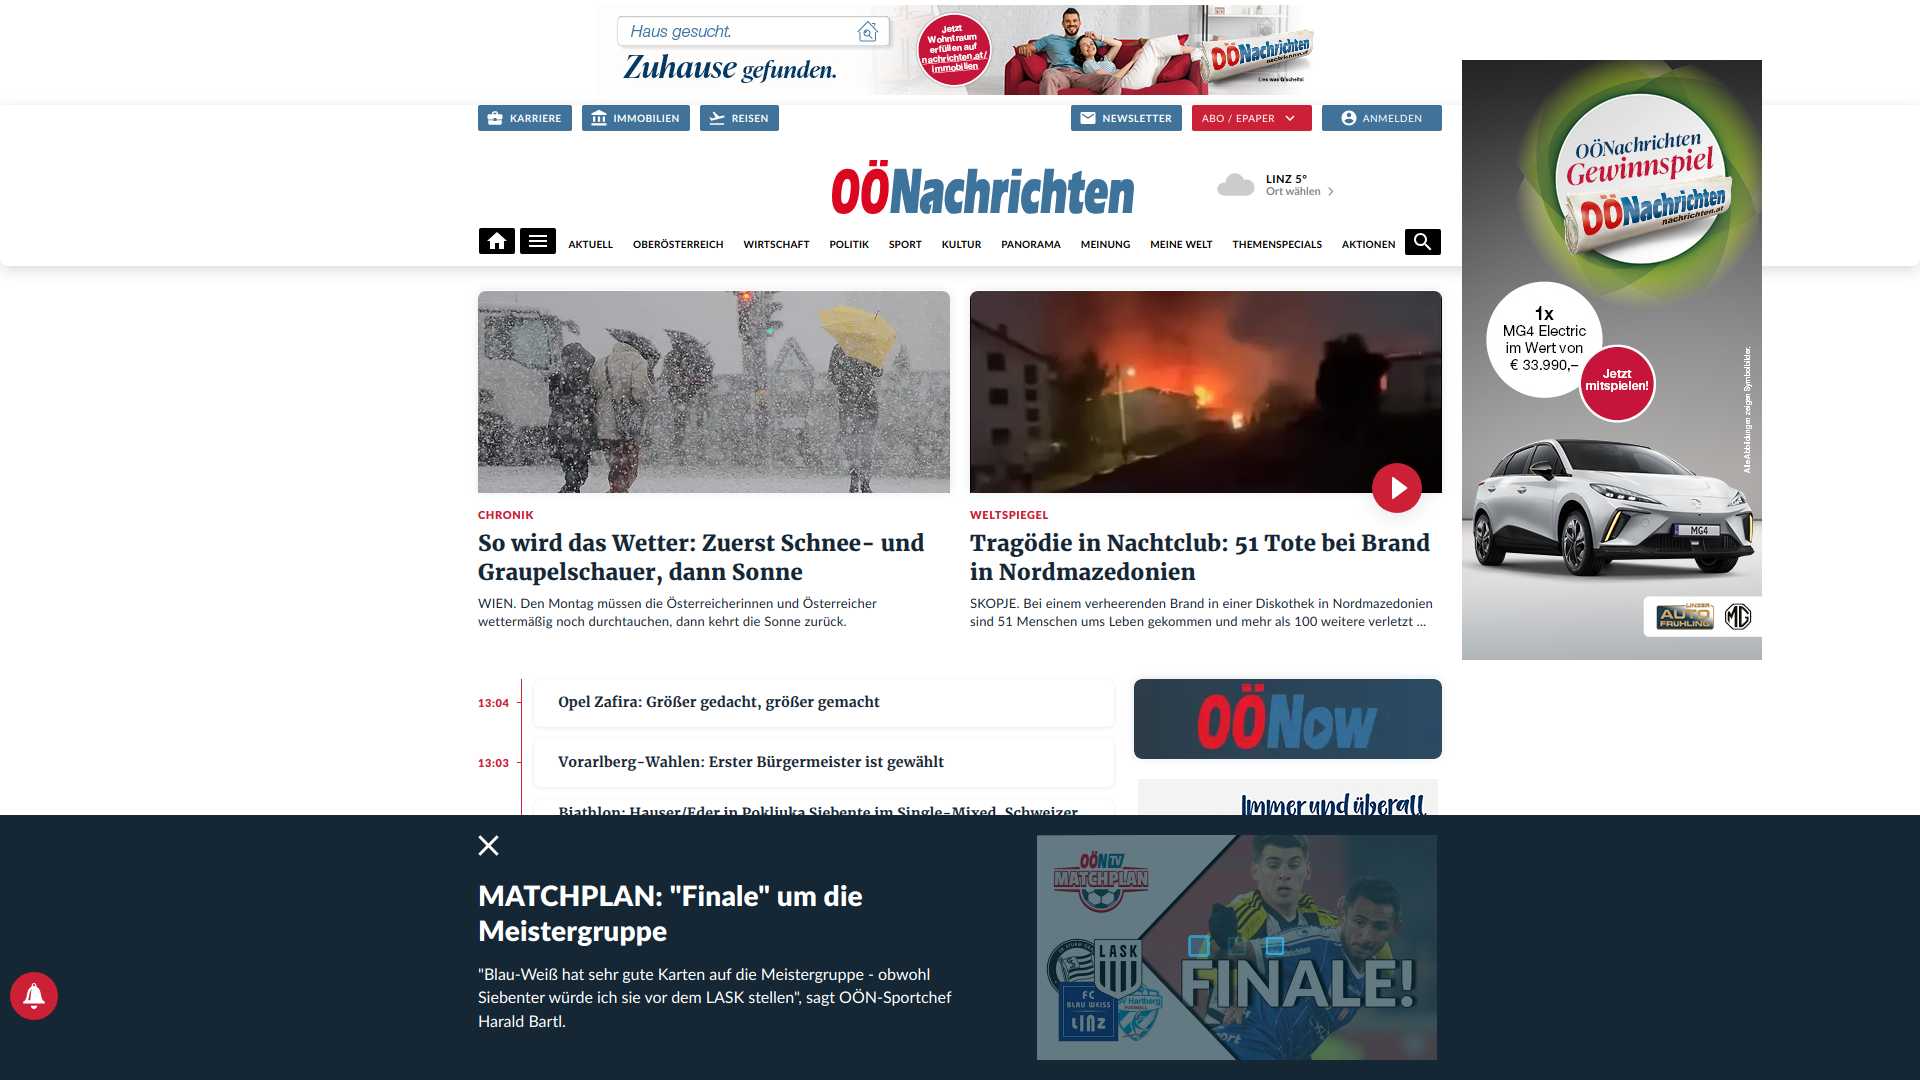 Haus gesucht.
Zuhause gefunden.
Jetzt
Wohntraum
erfüllen auf
nachrichten.at/
immobilien
OÖNachrichten
nachrichten.at
Lies was G'scheits!
KARRIERE
IMMOBILIEN
REISEN
NEWSLETTER
ABO / EPAPER
ANMELDEN
OÖNachrichten
LINZ 5°
Ort wählen
AKTUELL
OBERÖSTERREICH
WIRTSCHAFT
POLITIK
SPORT
KULTUR
PANORAMA
MEINUNG
MEINE WELT
THEMENSPECIALS
AKTIONEN
OÖNachrichten
Gewinnspiel
OÖNachrichten
nachrichten.at
1x
MG4 Electric
im Wert von
€ 33.990,–
Jetzt
mitspielen!
Alle Abbildungen zeigen Symbolbilder.
MG4
LINZER
AUTO
FRÜHLING
MG
CHRONIK
So wird das Wetter: Zuerst Schnee- und
Graupelschauer, dann Sonne
WIEN. Den Montag müssen die Österreicherinnen und Österreicher
wettermäßig noch durchtauchen, dann kehrt die Sonne zurück.
WELTSPIEGEL
Tragödie in Nachtclub: 51 Tote bei Brand
in Nordmazedonien
SKOPJE. Bei einem verheerenden Brand in einer Diskothek in Nordmazedonien
sind 51 Menschen ums Leben gekommen und mehr als 100 weitere verletzt ...
13:04
Opel Zafira: Größer gedacht, größer gemacht
13:03
Vorarlberg-Wahlen: Erster Bürgermeister ist gewählt
Biathlon: Hauser/Eder in Pokljuka Siebente im Single-Mixed, Schweizer
OÖNow
Immer und überall
MATCHPLAN: "Finale" um die
Meistergruppe
"Blau-Weiß hat sehr gute Karten auf die Meistergruppe - obwohl
Siebenter würde ich sie vor dem LASK stellen", sagt OÖN-Sportchef
Harald Bartl.
OÖN TV
MATCHPLAN
LASK
FC
BLAU WEISS
LINZ
Hartberg
FINALE!